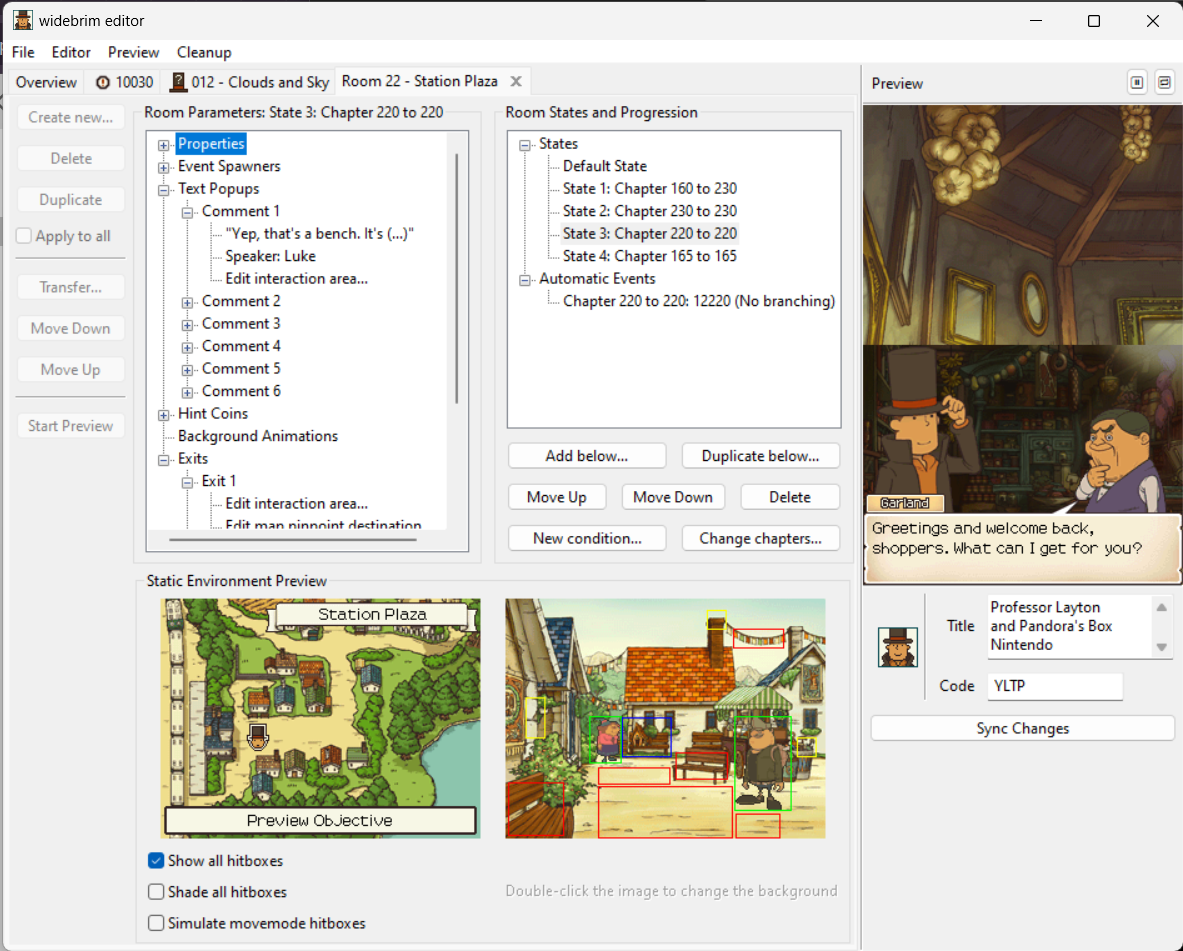 widebrim editor
File Editor Preview Cleanup
Overview 10030 012 - Clouds and Sky Room 22 - Station Plaza
Create new...
Delete
Duplicate
Apply to all
Transfer...
Move Down
Move Up
Start Preview
Room Parameters: State 3: Chapter 220 to 220
Properties
Event Spawners
Text Popups
Comment 1
"Yep, that's a bench. It's (...)"
Speaker: Luke
Edit interaction area...
Comment 2
Comment 3
Comment 4
Comment 5
Comment 6
Hint Coins
Background Animations
Exits
Exit 1
Edit interaction area...
Edit map pinpoint destination
Room States and Progression
States
Default State
State 1: Chapter 160 to 230
State 2: Chapter 230 to 230
State 3: Chapter 220 to 220
State 4: Chapter 165 to 165
Automatic Events
Chapter 220 to 220: 12220 (No branching)
Add below... Duplicate below...
Move Up Move Down Delete
New condition... Change chapters...
Static Environment Preview
Station Plaza
Preview Objective
Show all hitboxes
Shade all hitboxes
Simulate movemode hitboxes
Double-click the image to change the background
Preview
Garland
Greetings and welcome back,
shoppers. What can I get for you?
Title
Professor Layton
and Pandora's Box
Nintendo
Code YLTP
Sync Changes